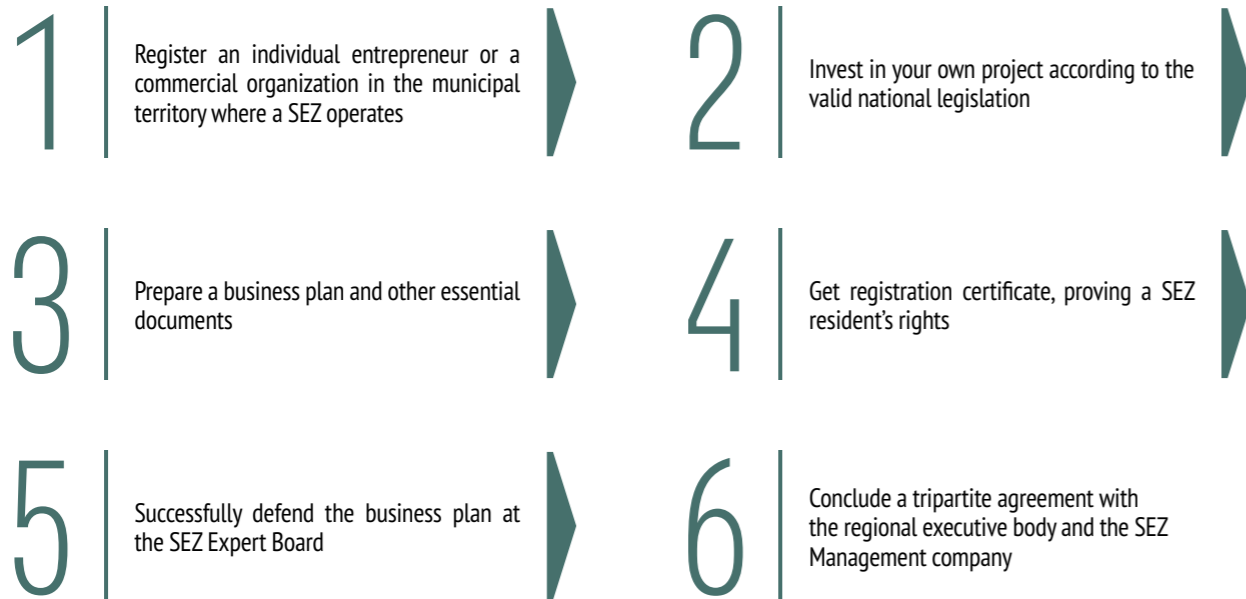 1
Register an individual entrepreneur or a
commercial organization in the municipal
territory where a SEZ operates
2
Invest in your own project according to the
valid national legislation
3
Prepare a business plan and other essential
documents
4
Get registration certificate, proving a SEZ
resident's rights
5
Successfully defend the business plan at
the SEZ Expert Board
6
Conclude a tripartite agreement with
the regional executive body and the SEZ
Management company